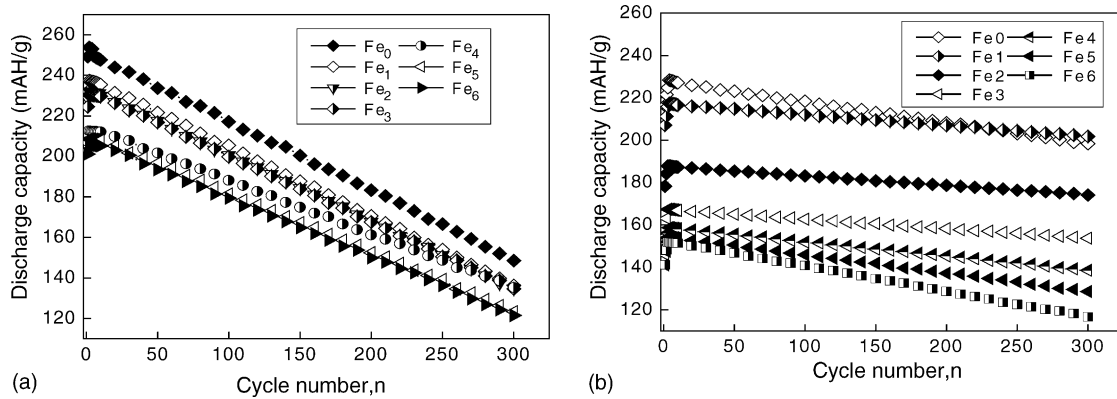 260
240
220
200
180
160
140
120
Discharge capacity (mAH/g)
Fe0 Fe4
Fe1 Fe5
Fe2 Fe6
Fe3
0 50 100 150 200 250 300
Cycle number,n
(a)
260
240
220
200
180
160
140
120
Discharge capacity (mAH/g)
Fe0 Fe4
Fe1 Fe5
Fe2 Fe6
Fe3
0 50 100 150 200 250 300
Cycle number,n
(b)